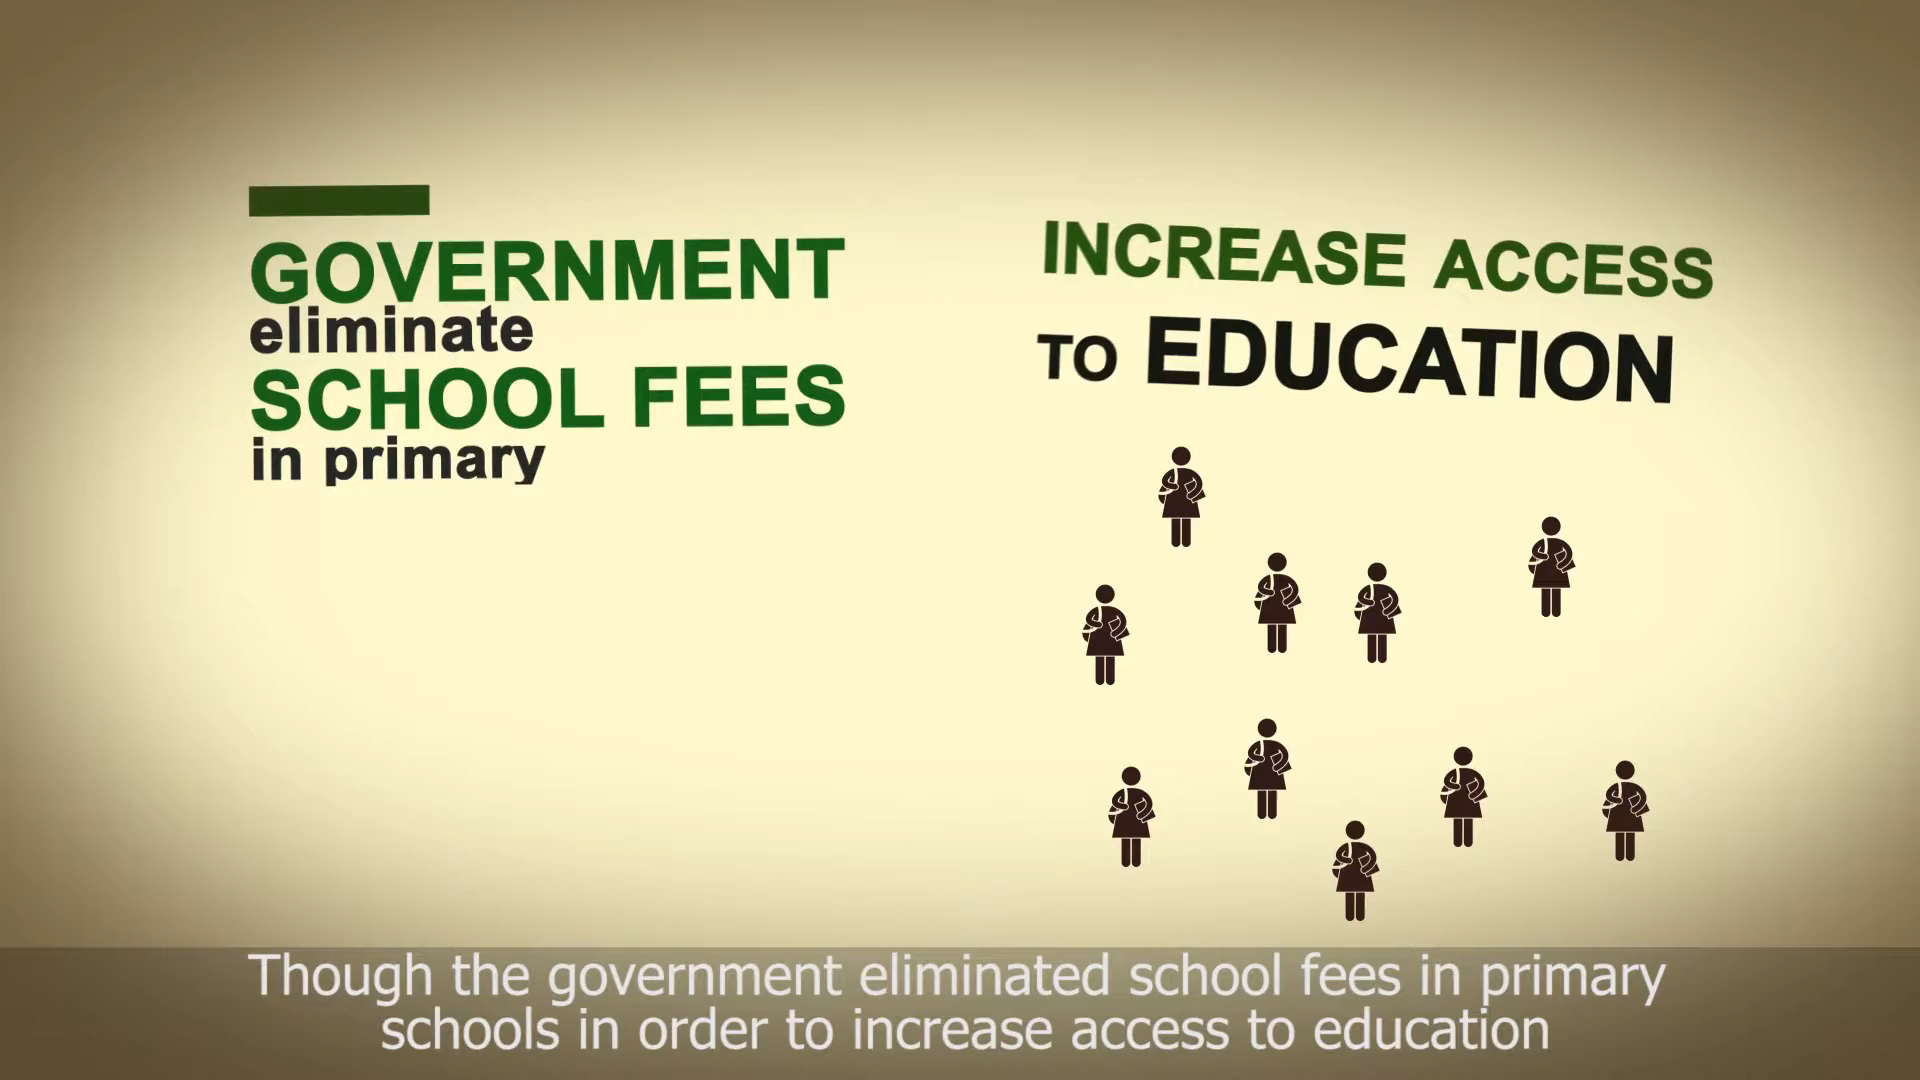 GOVERNMENT
eliminate
SCHOOL FEES
in primary
INCREASE ACCESS
TO EDUCATION
Though the government eliminated school fees in primary
schools in order to increase access to education